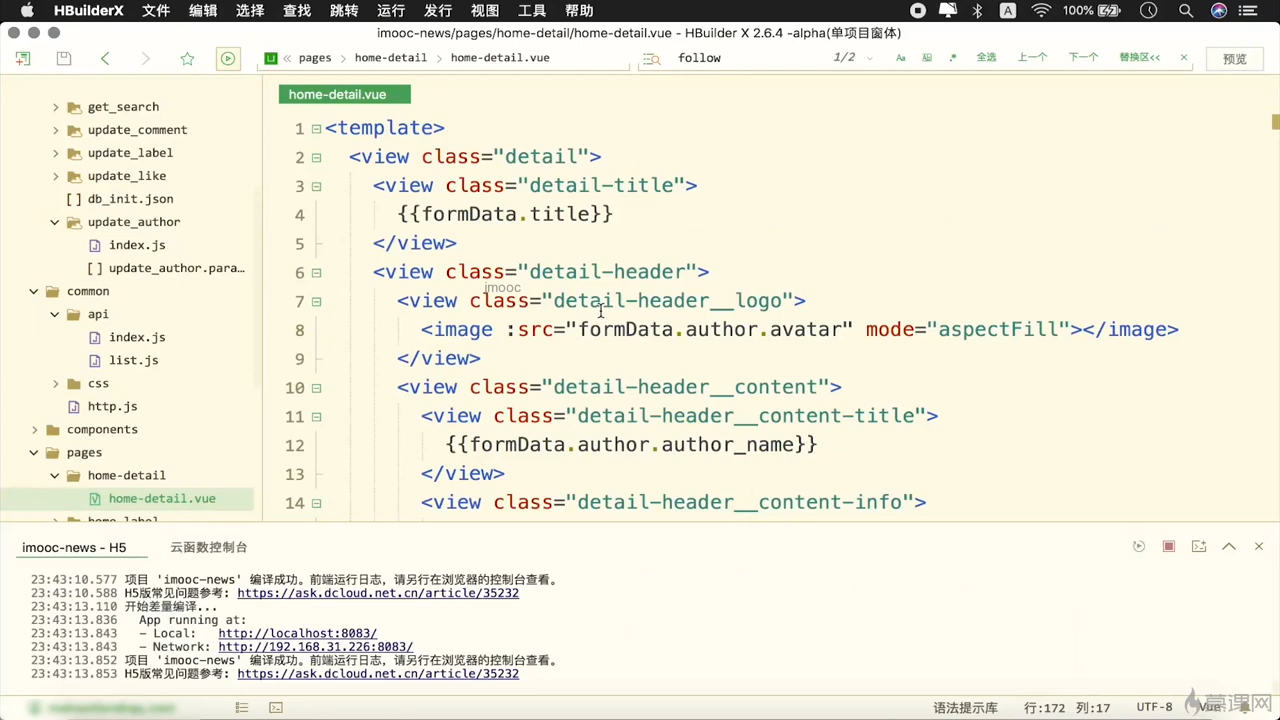 HBuilderX 文件 编辑 选择 查找 跳转 运行 发行 视图 工具 帮助 A 100%
imooc-news/pages/home-detail/home-detail.vue - HBuilder X 2.6.4 -alpha(单项目窗体)
pages home-detail home-detail.vue follow 1/2 Aa 全选 上一个 下一个 替换区<< 预览
home-detail.vue
get_search
update_comment
update_label
update_like
[ ] db_init.json
update_author
index.js
[ ] update_author.para...
common
api
index.js
list.js
css
http.js
components
pages
home-detail
home-detail.vue
home-label
1 <template>
2 <view class="detail">
3 <view class="detail-title">
4 {{formData.title}}
5 </view>
6 <view class="detail-header">
imooc
7 <view class="detail-header__logo">
8 <image :src="formData.author.avatar" mode="aspectFill"></image>
9 </view>
10 <view class="detail-header__content">
11 <view class="detail-header__content-title">
12 {{formData.author.author_name}}
13 </view>
14 <view class="detail-header__content-info">
imooc-news - H5 云函数控制台
23:43:10.577 项目 'imooc-news' 编译成功。前端运行日志，请另行在浏览器的控制台查看。
23:43:10.588 H5版常见问题参考: https://ask.dcloud.net.cn/article/35232
23:43:13.110 开始差量编译...
23:43:13.836 App running at:
23:43:13.843 - Local: http://localhost:8083/
23:43:13.843 - Network: http://192.168.31.226:8083/
23:43:13.852 项目 'imooc-news' 编译成功。前端运行日志，请另行在浏览器的控制台查看。
23:43:13.853 H5版常见问题参考: https://ask.dcloud.net.cn/article/35232
语法提示库 行:172 列:17 UTF-8 Vue
慕课网